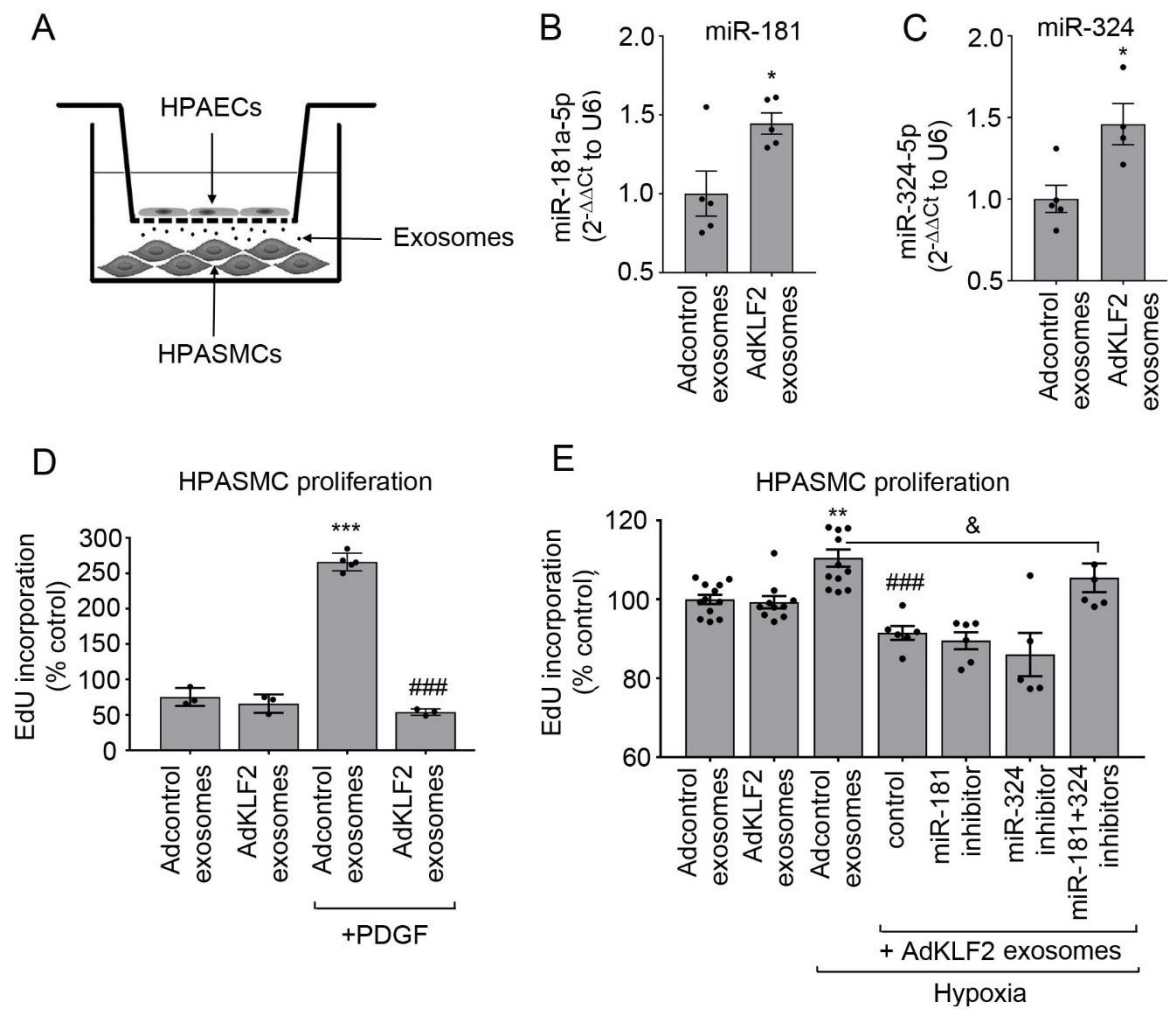 A
HPAECs
Exosomes
HPASMCs
B
miR-181
miR-181a-5p
(2-ΔΔCt to U6)
2.0
1.5
1.0
0.5
*
Adcontrol
exosomes
AdKLF2
exosomes
C
miR-324
miR-324-5p
(2-ΔΔCt to U6)
2.0
1.5
1.0
0.5
*
Adcontrol
exosomes
AdKLF2
exosomes
D
HPASMC proliferation
EdU incorporation
(% cotrol)
300
250
200
150
100
50
0
***
###
Adcontrol
exosomes
AdKLF2
exosomes
Adcontrol
exosomes
AdKLF2
exosomes
+PDGF
E
HPASMC proliferation
EdU incorporation
(% control)
120
100
80
60
**
&
###
Adcontrol
exosomes
AdKLF2
exosomes
Adcontrol
exosomes
control
miR-181
inhibitor
miR-324
inhibitor
miR-181+324
inhibitors
+ AdKLF2 exosomes
Hypoxia